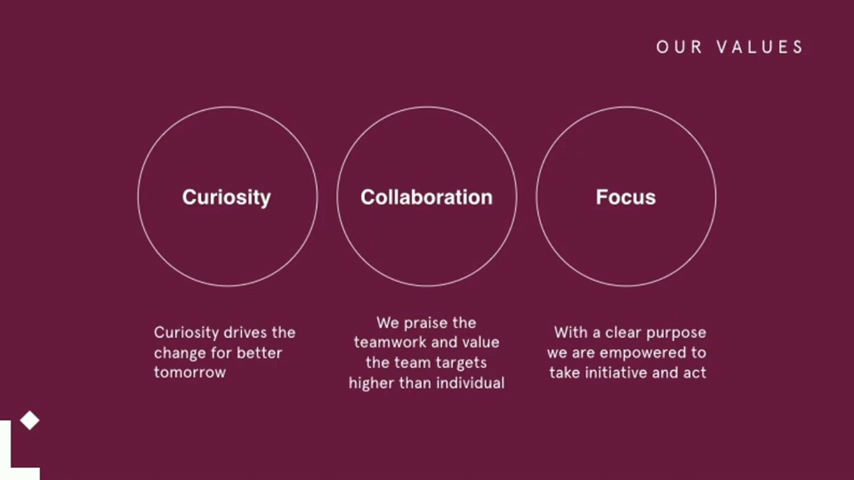 OUR VALUES
Curiosity
Collaboration
Focus
Curiosity drives the
change for better
tomorrow
We praise the
teamwork and value
the team targets
higher than individual
With a clear purpose
we are empowered to
take initiative and act